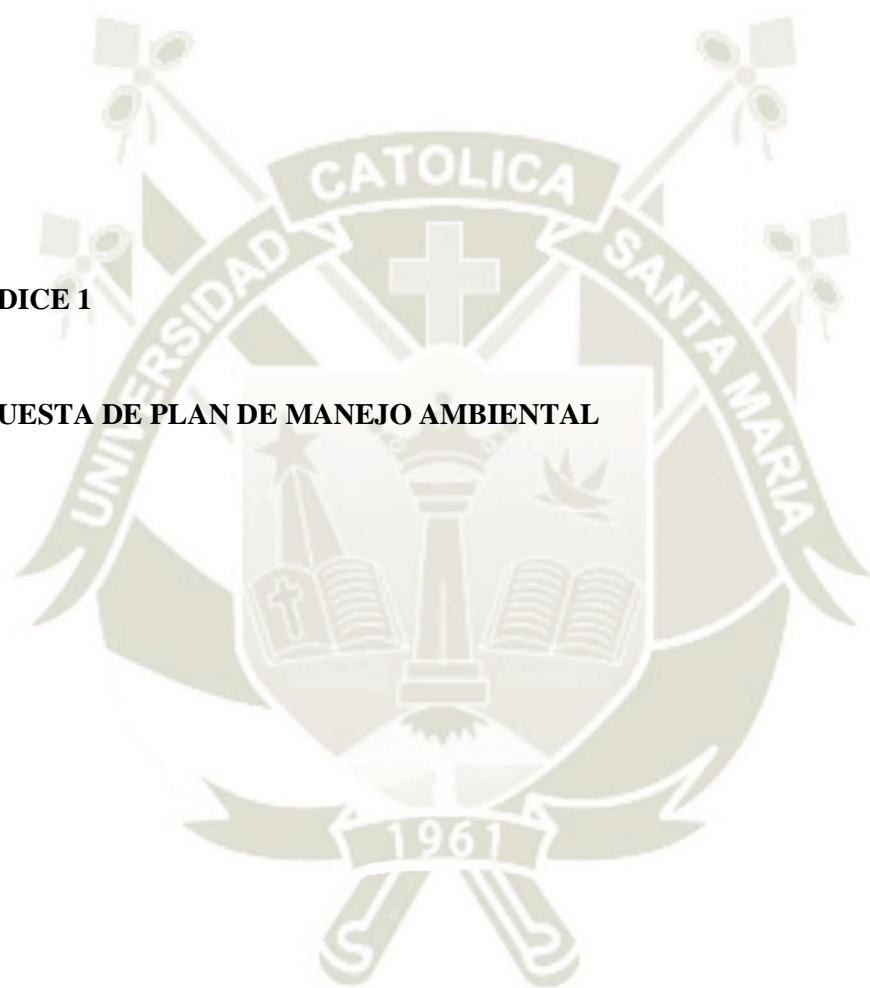 DICE 1
UESTA DE PLAN DE MANEJO AMBIENTAL
UNIVERSIDAD CATOLICA SANTA MARIA
1961